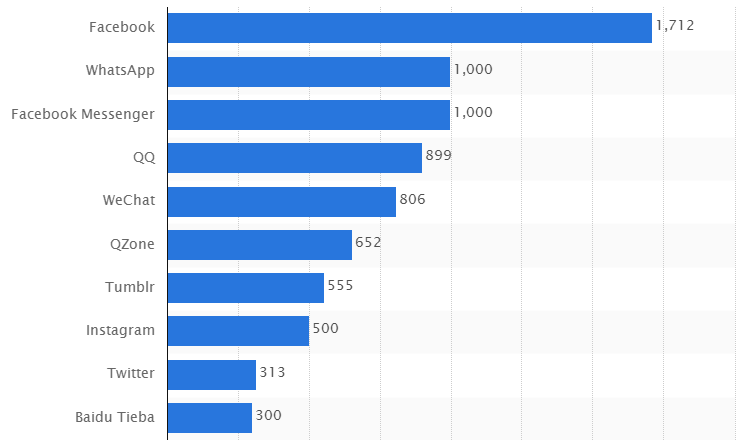 Facebook 1,712
WhatsApp 1,000
Facebook Messenger 1,000
QQ 899
WeChat 806
QZone 652
Tumblr 555
Instagram 500
Twitter 313
Baidu Tieba 300